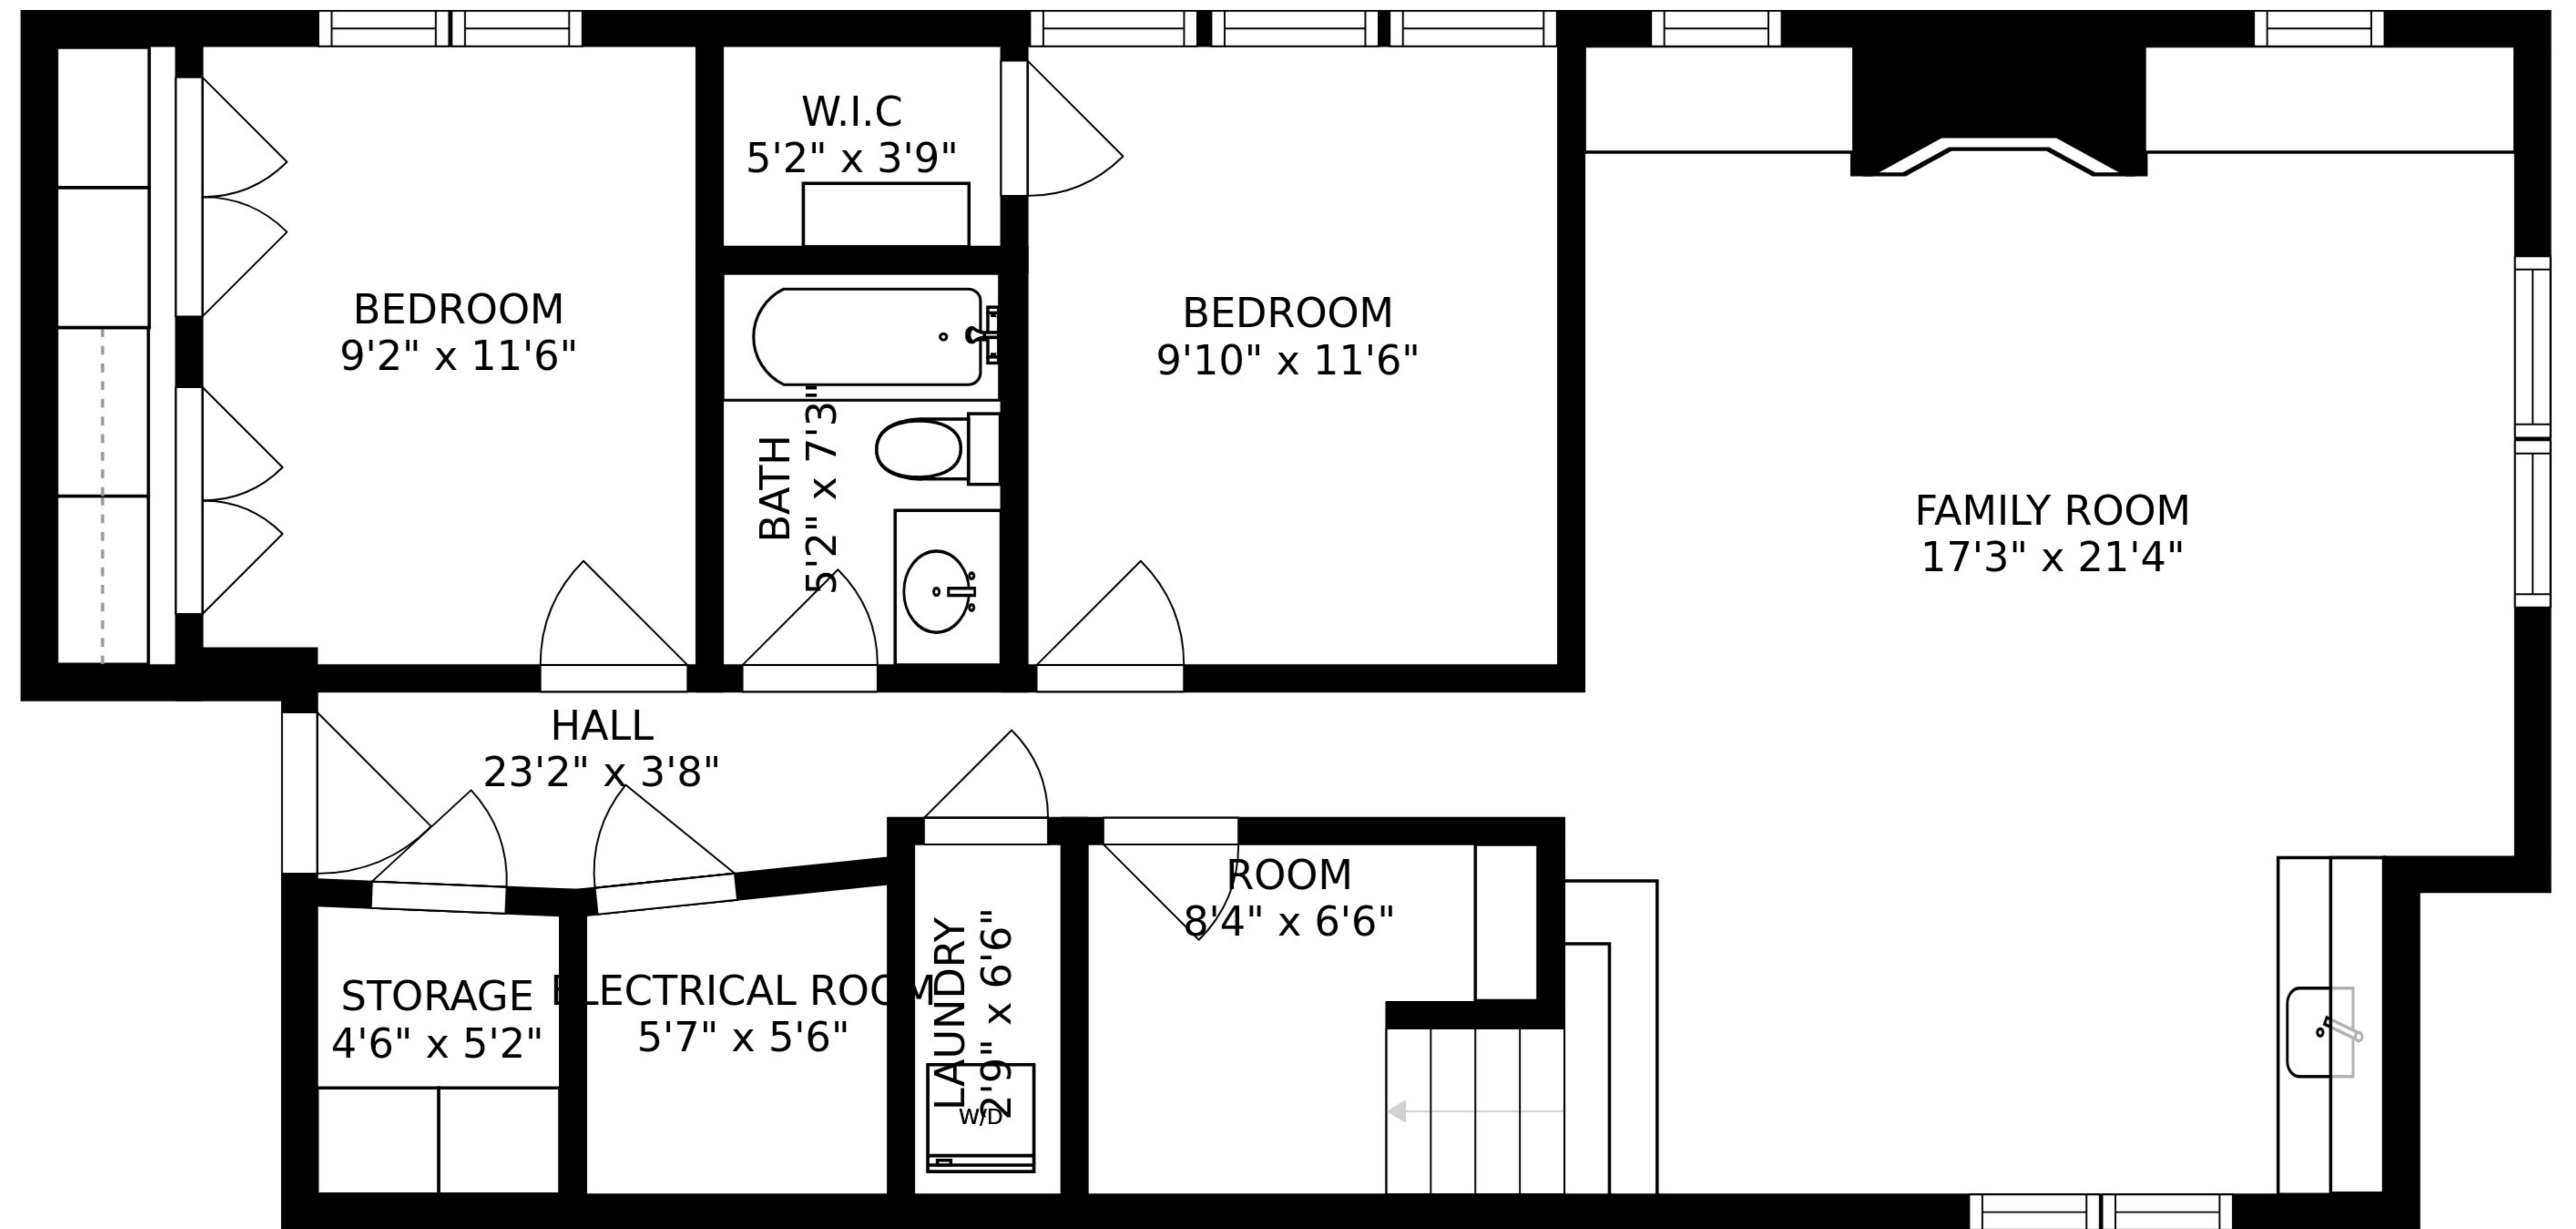 W.I.C
5'2" x 3'9"
BEDROOM
9'2" x 11'6"
BEDROOM
9'10" x 11'6"
BATH
5'2" x 7'3"
FAMILY ROOM
17'3" x 21'4"
HALL
23'2" x 3'8"
ROOM
8'4" x 6'6"
STORAGE
4'6" x 5'2"
ELECTRICAL ROOM
5'7" x 5'6"
LAUNDRY
2'9" x 6'6"
W/D